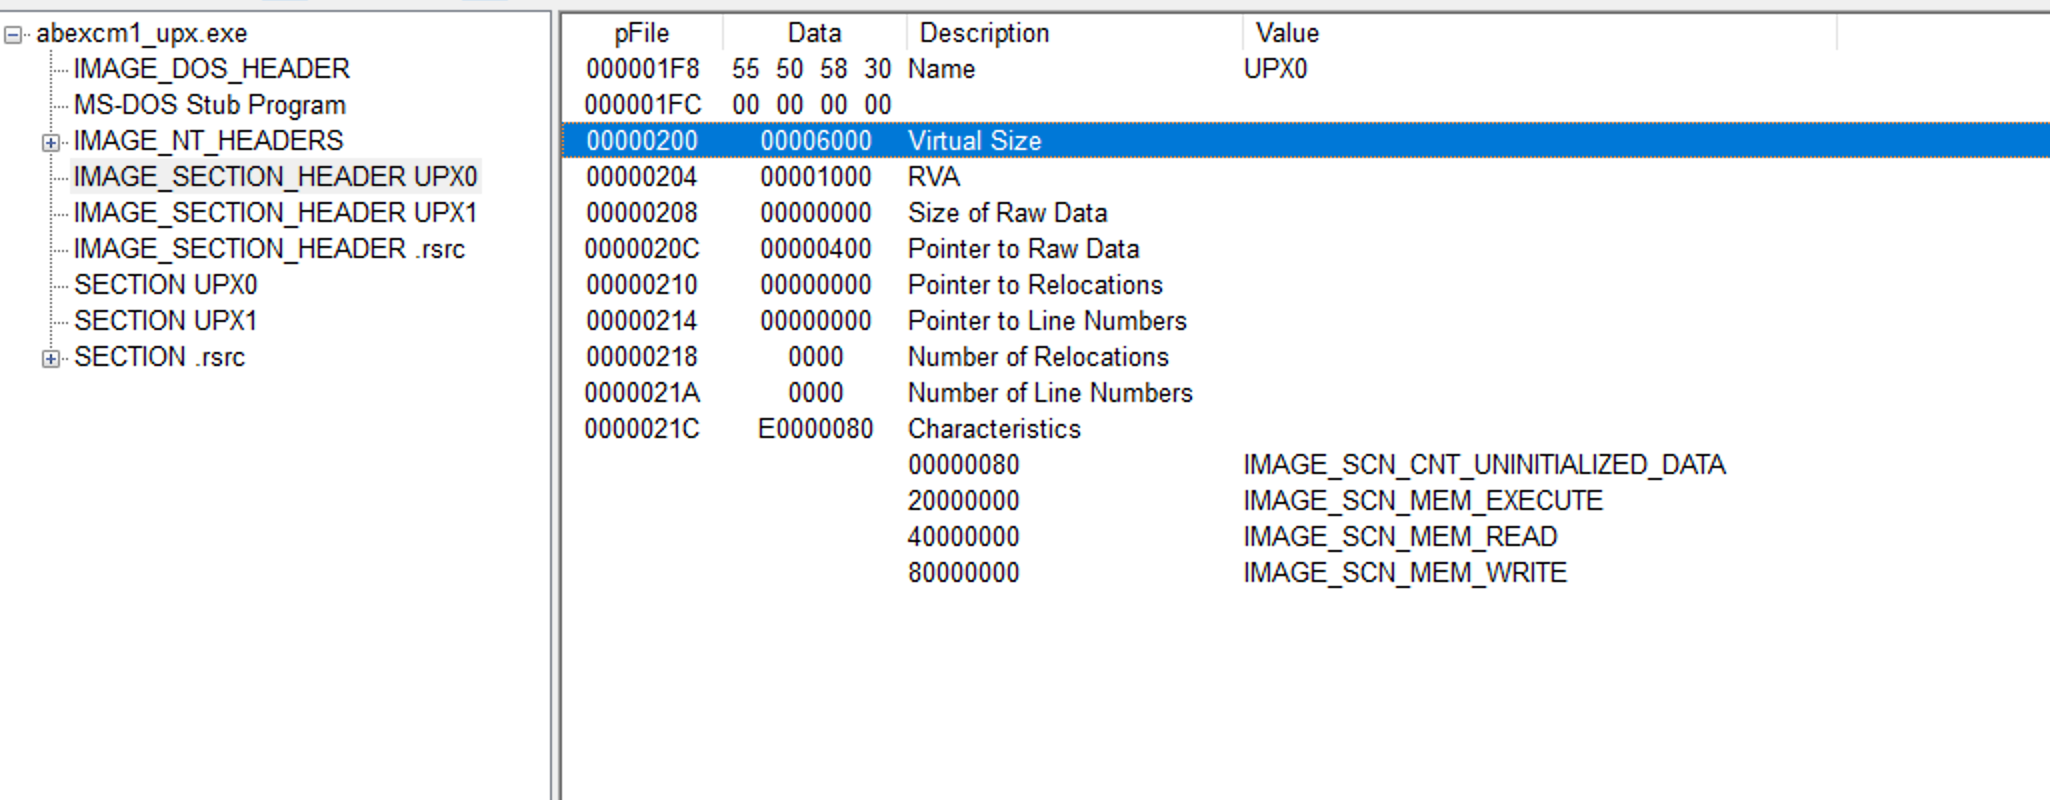 abexcm1_upx.exe
IMAGE_DOS_HEADER
MS-DOS Stub Program
IMAGE_NT_HEADERS
IMAGE_SECTION_HEADER UPX0
IMAGE_SECTION_HEADER UPX1
IMAGE_SECTION_HEADER .rsrc
SECTION UPX0
SECTION UPX1
SECTION .rsrc
pFile Data Description Value
000001F8 55 50 58 30 Name UPX0
000001FC 00 00 00 00
00000200 00006000 Virtual Size
00000204 00001000 RVA
00000208 00000000 Size of Raw Data
0000020C 00000400 Pointer to Raw Data
00000210 00000000 Pointer to Relocations
00000214 00000000 Pointer to Line Numbers
00000218 0000 Number of Relocations
0000021A 0000 Number of Line Numbers
0000021C E0000080 Characteristics
00000080 IMAGE_SCN_CNT_UNINITIALIZED_DATA
20000000 IMAGE_SCN_MEM_EXECUTE
40000000 IMAGE_SCN_MEM_READ
80000000 IMAGE_SCN_MEM_WRITE